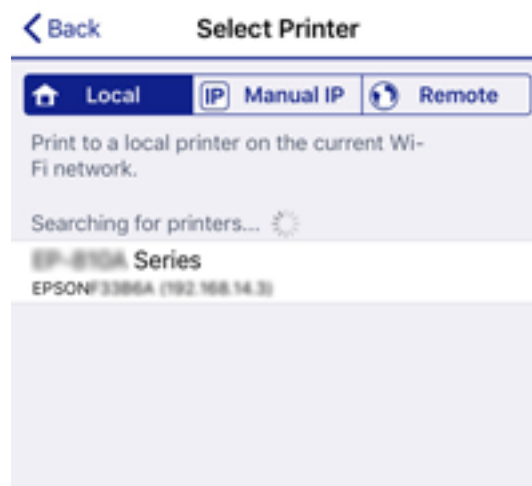 Back
Select Printer
Local
IP
Manual IP
Remote
Print to a local printer on the current Wi-
Fi network.
Searching for printers...
Series
EPSON